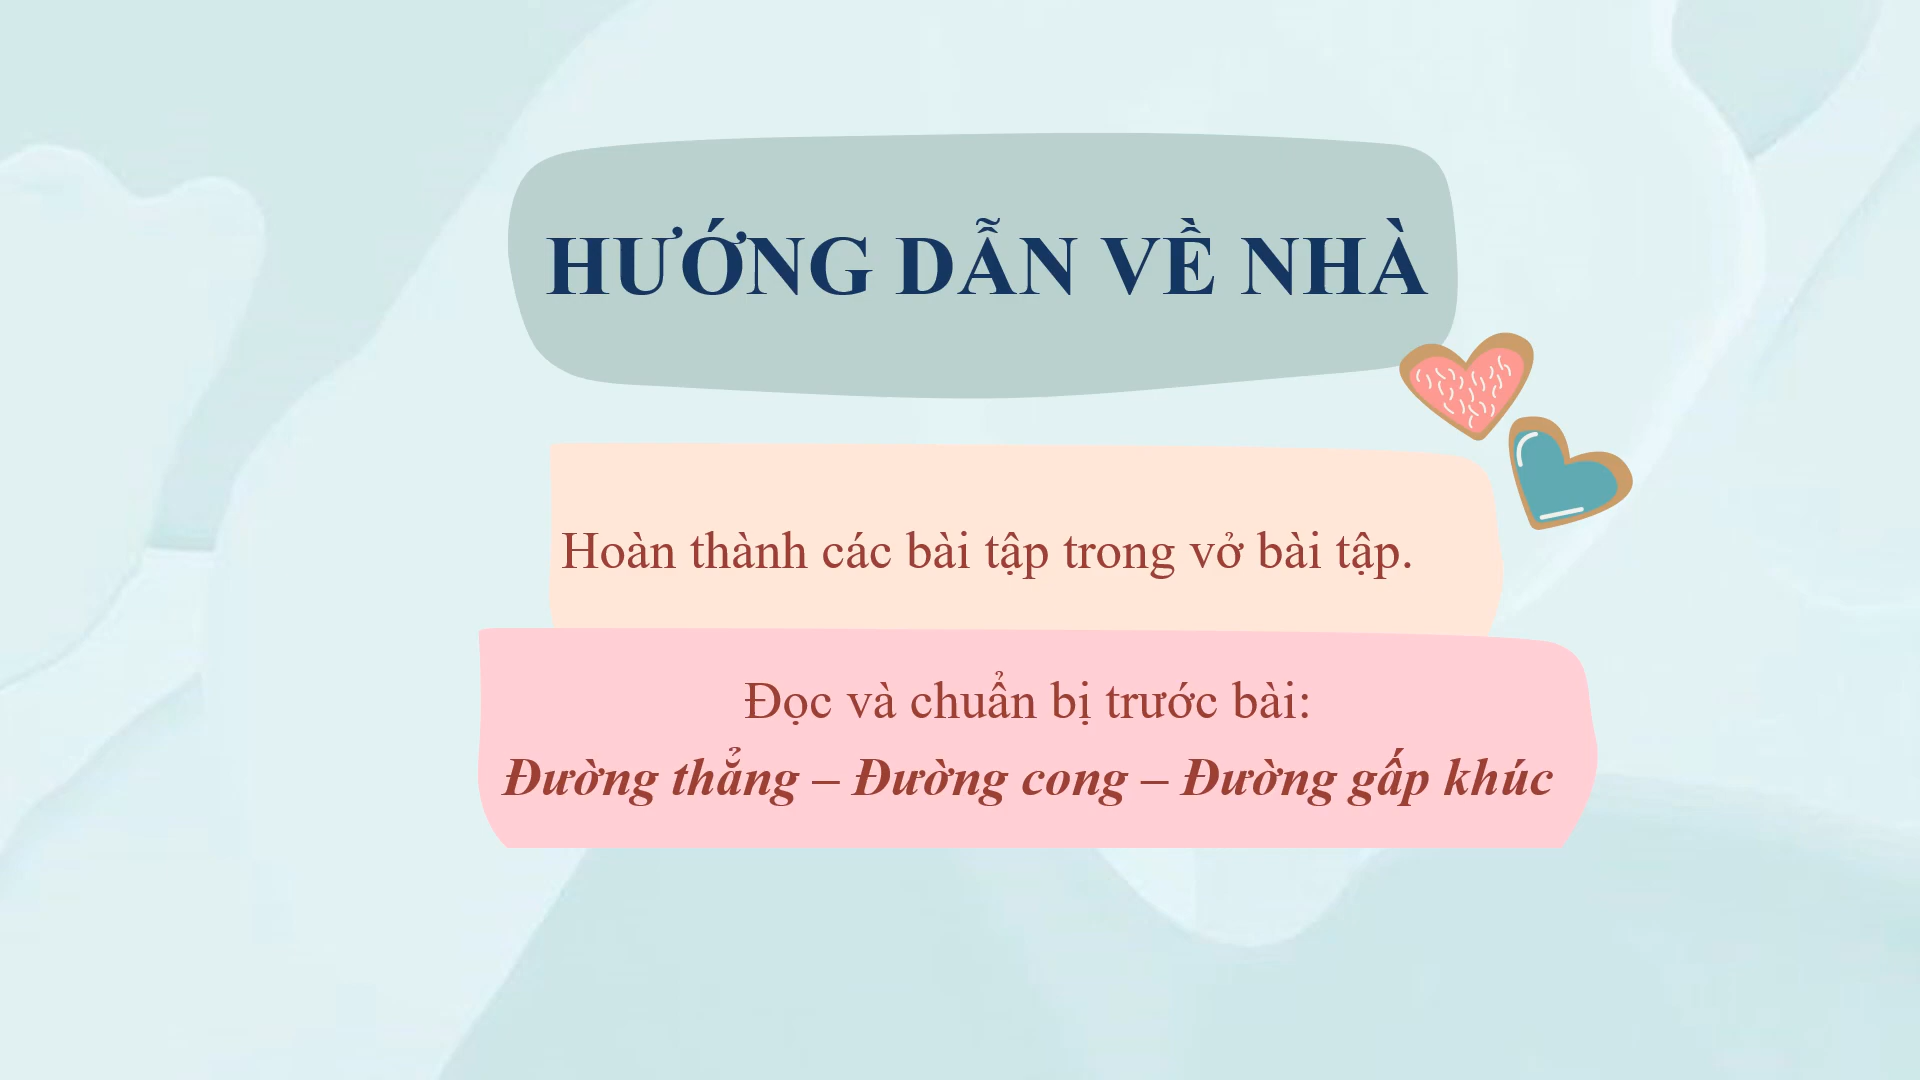 HƯỚNG DẪN VỀ NHÀ
Hoàn thành các bài tập trong vở bài tập.
Đọc và chuẩn bị trước bài:
Đường thẳng – Đường cong – Đường gấp khúc